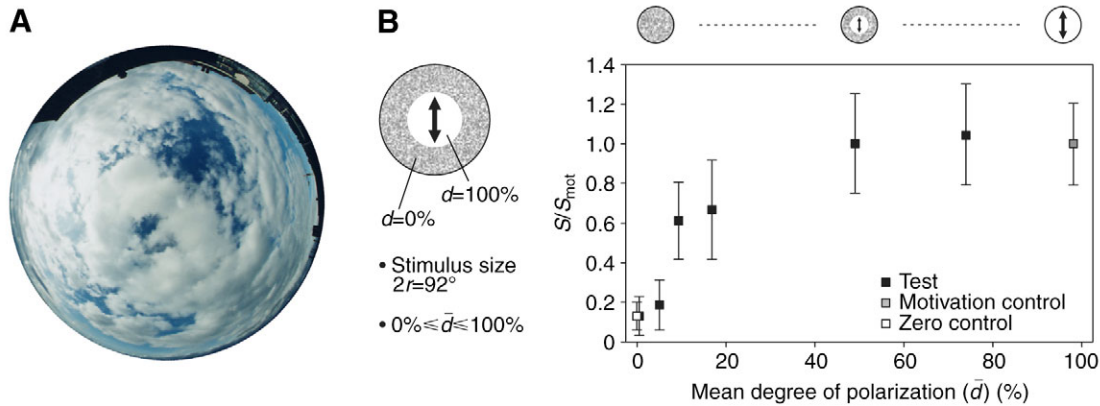 A
B
d=100%
d=0%
• Stimulus size
2r=92°
• 0%⩽d̄⩽100%
S/Smot
1.4
1.2
1.0
0.8
0.6
0.4
0.2
0
Test
Motivation control
Zero control
0 20 40 60 80 100
Mean degree of polarization (d̄) (%)